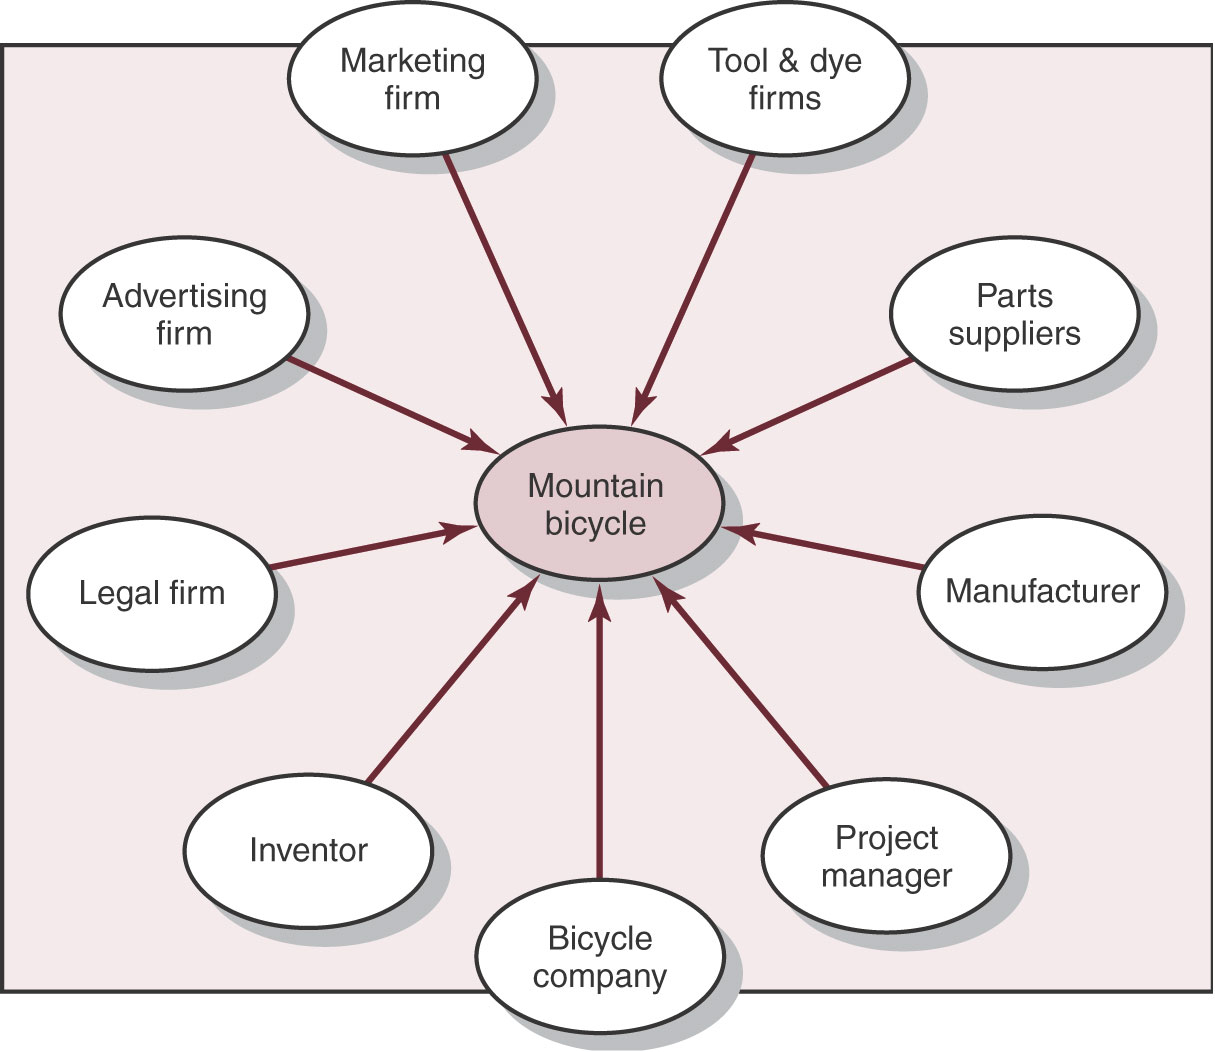 Marketing
firm
Tool & dye
firms
Advertising
firm
Parts
suppliers
Mountain
bicycle
Legal firm
Manufacturer
Inventor
Project
manager
Bicycle
company